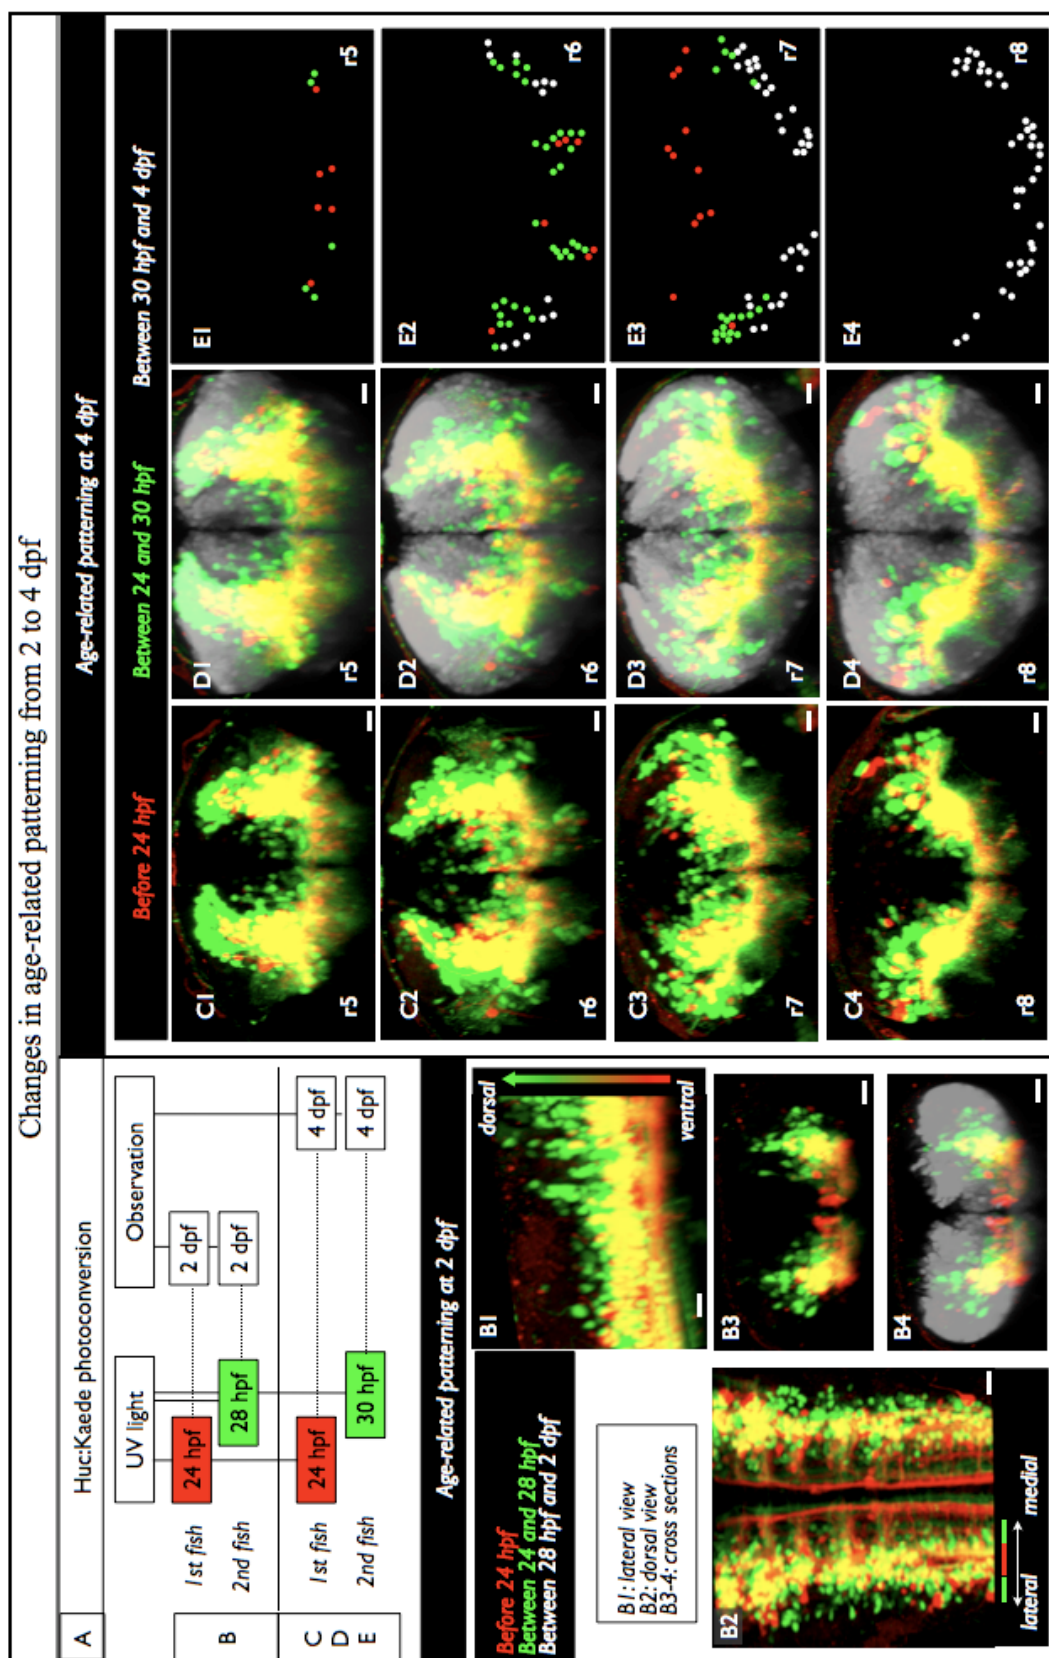 Changes in age-related patterning from 2 to 4 dpf
A
Huc:Kaede photoconversion
UV light
Observation
B
1st fish
24 hpf
2 dpf
2nd fish
28 hpf
2 dpf
C
D
E
1st fish
24 hpf
4 dpf
2nd fish
30 hpf
4 dpf
Age-related patterning at 2 dpf
Before 24 hpf
Between 24 and 28 hpf
Between 28 hpf and 2 dpf
B1: lateral view
B2: dorsal view
B3-4: cross sections
B1
dorsal
ventral
B2
lateral
medial
B3
B4
Age-related patterning at 4 dpf
Before 24 hpf
Between 24 and 30 hpf
Between 30 hpf and 4 dpf
C1
r5
D1
r5
E1
r5
C2
r6
D2
r6
E2
r6
C3
r7
D3
r7
E3
r7
C4
r8
D4
r8
E4
r8